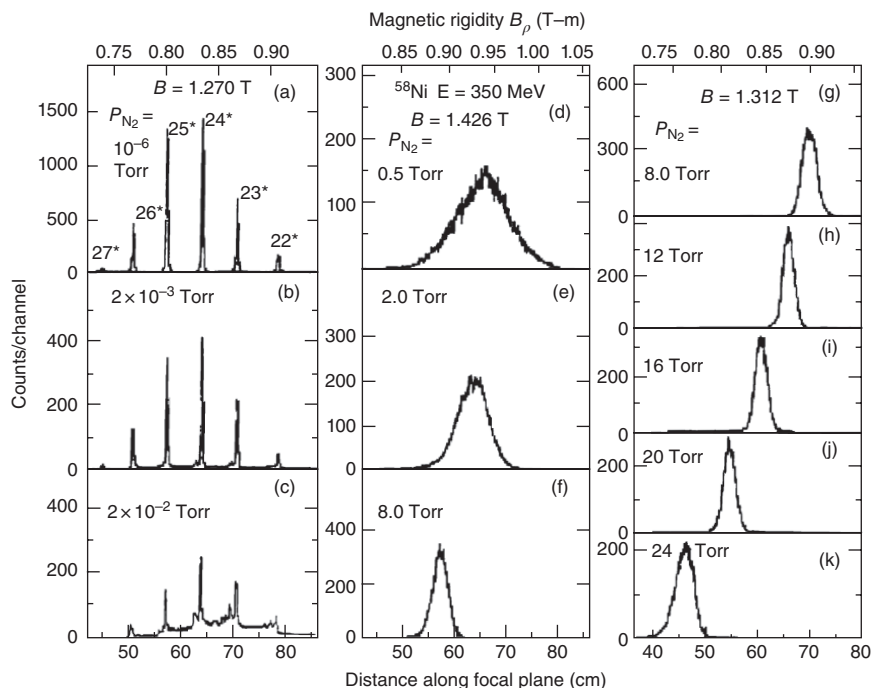 Magnetic rigidity Bρ (T–m)
0.75 0.80 0.85 0.90
0.85 0.90 0.94 1.02 1.05
0.75 0.80 0.85 0.90
Counts/channel
1500
1000
500
0
B = 1.270 T
(a)
P_N2 =
10⁻⁶
Torr
27*
26*
25*
24*
23*
22*
400
200
0
2 × 10⁻³ Torr
(b)
400
200
0
2 × 10⁻² Torr
(c)
50 60 70 80
300
200
100
0
⁵⁸Ni E = 350 MeV
(d)
B = 1.426 T
P_N2 =
0.5 Torr
300
200
100
0
2.0 Torr
(e)
400
200
0
8.0 Torr
(f)
50 60 70 80
600
300
0
(g)
B = 1.312 T
P_N2 =
8.0 Torr
200
0
12 Torr
(h)
200
0
16 Torr
(i)
200
0
20 Torr
(j)
200
0
24 Torr
(k)
40 50 60 70 80
Distance along focal plane (cm)